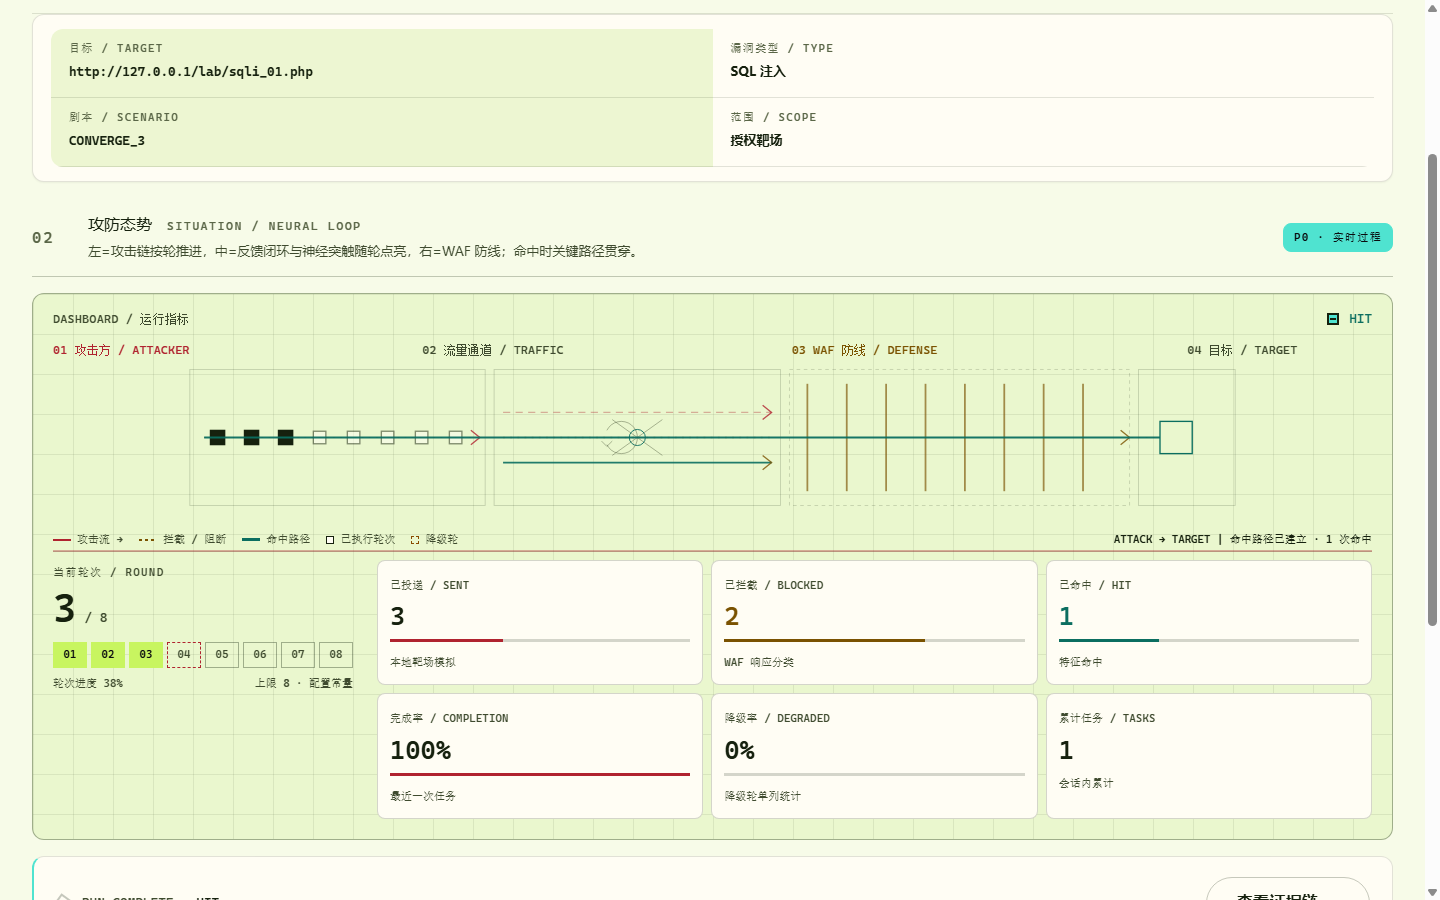 目标 / TARGET
http://127.0.0.1/lab/sqli_01.php
漏洞类型 / TYPE
SQL 注入
剧本 / SCENARIO
CONVERGE_3
范围 / SCOPE
授权靶场
02
攻防态势 SITUATION / NEURAL LOOP
左=攻击链按轮推进，中=反馈闭环与神经突触随轮点亮，右=WAF 防线；命中时关键路径贯穿。
P0 · 实时过程
DASHBOARD / 运行指标
HIT
01 攻击方 / ATTACKER
02 流量通道 / TRAFFIC
03 WAF 防线 / DEFENSE
04 目标 / TARGET
攻击流 →
拦截 / 阻断
命中路径
已执行轮次
降级轮
ATTACK → TARGET | 命中路径已建立 · 1 次命中
当前轮次 / ROUND
3 / 8
01 02 03 04 05 06 07 08
轮次进度 38%
上限 8 · 配置常量
已投递 / SENT
3
本地靶场模拟
已拦截 / BLOCKED
2
WAF 响应分类
已命中 / HIT
1
特征命中
完成率 / COMPLETION
100%
最近一次任务
降级率 / DEGRADED
0%
降级轮单列统计
累计任务 / TASKS
1
会话内累计
RUN COMPLETE HIT
查看证据链